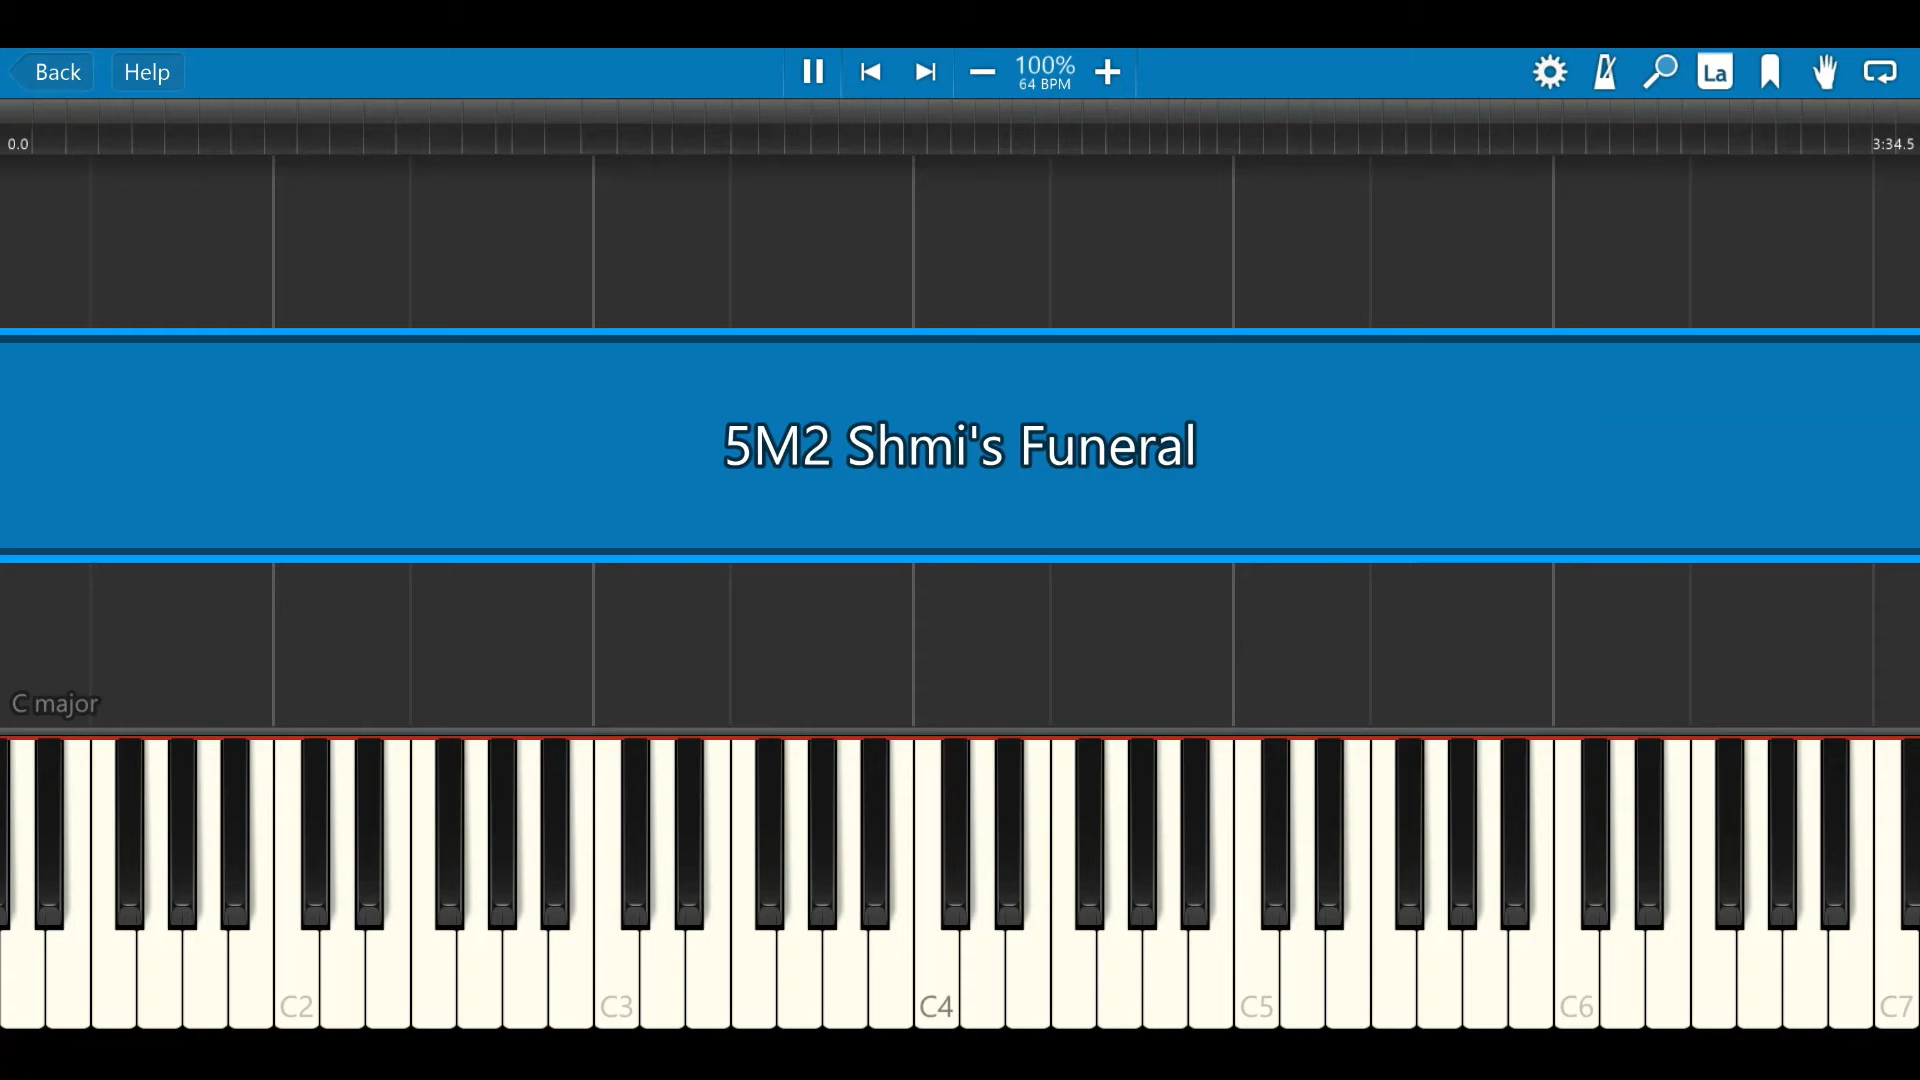 Back
Help
100%
64 BPM
La
0.0
3:34.5
5M2 Shmi's Funeral
C major
C2
C3
C4
C5
C6
C7